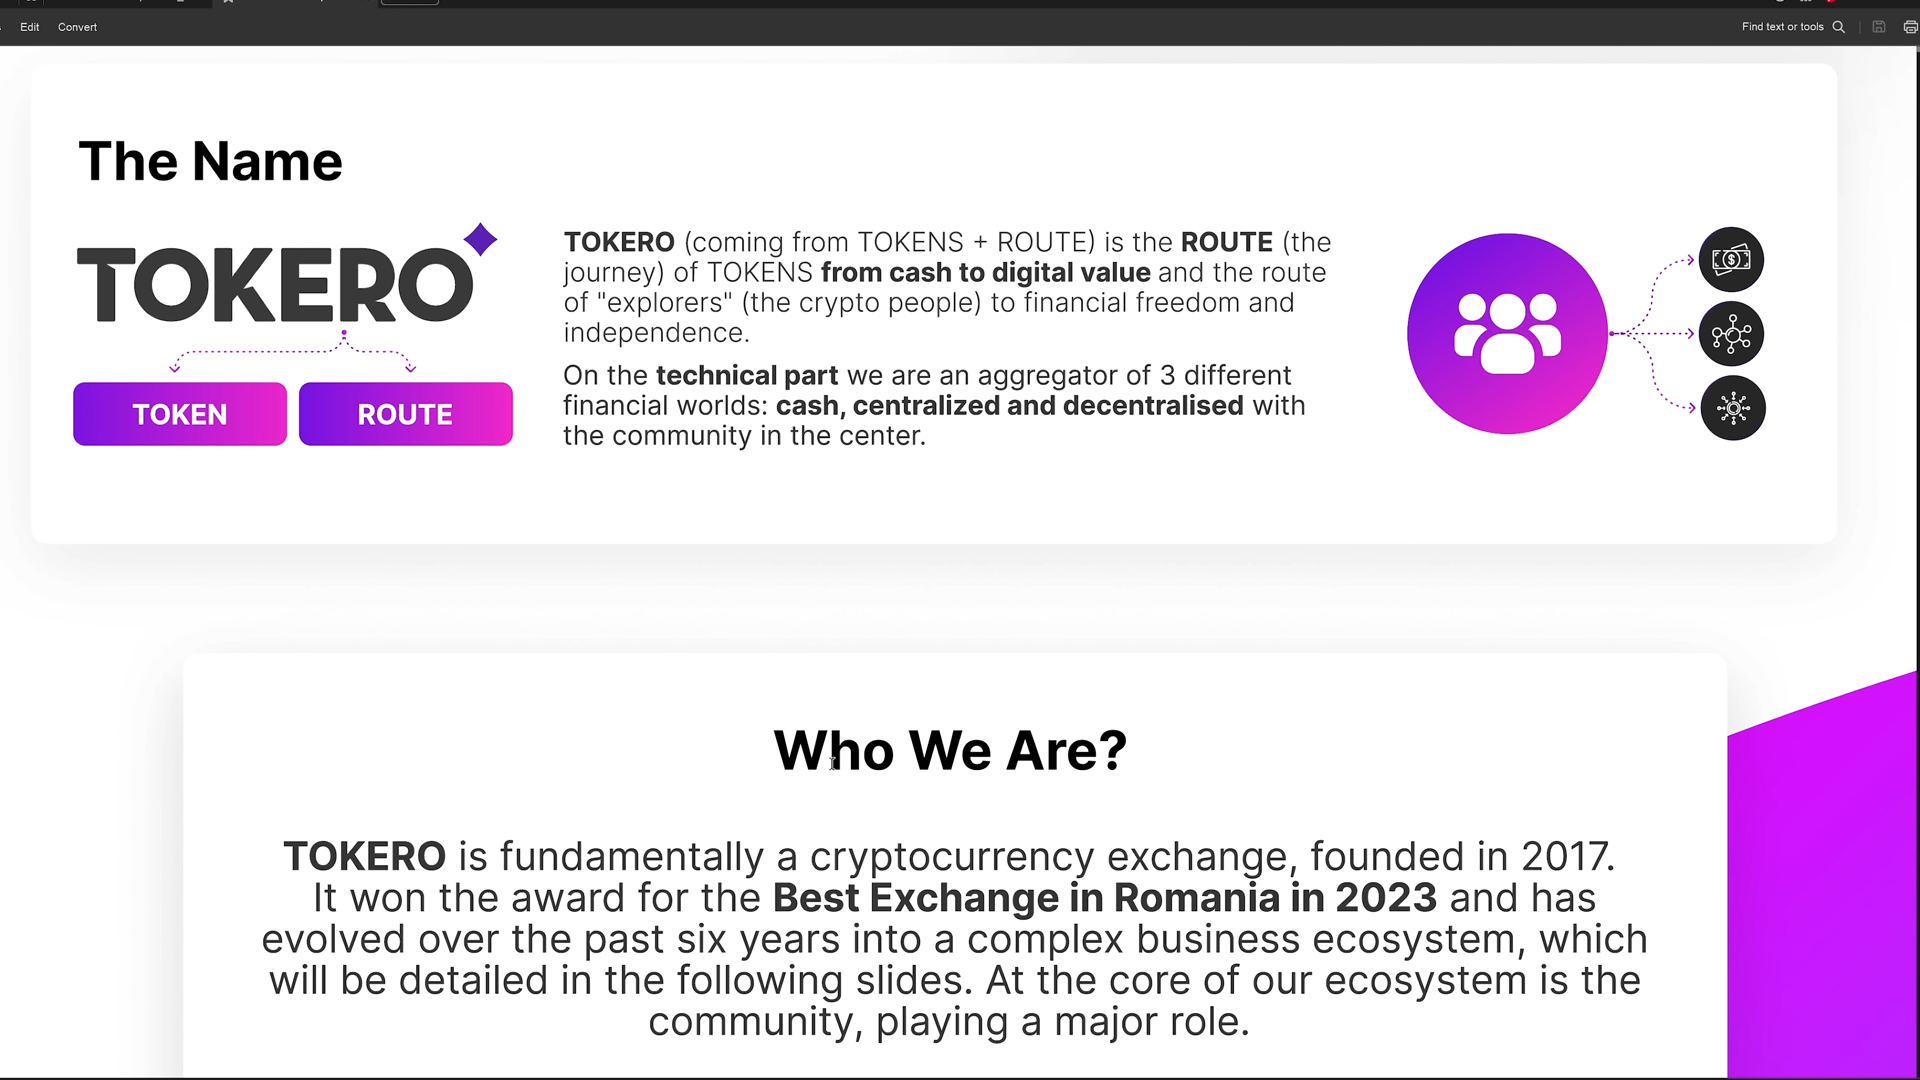 Edit Convert Find text or tools
The Name
TOKERO
TOKEN ROUTE
TOKERO (coming from TOKENS + ROUTE) is the ROUTE (the
journey) of TOKENS from cash to digital value and the route
of "explorers" (the crypto people) to financial freedom and
independence.
On the technical part we are an aggregator of 3 different
financial worlds: cash, centralized and decentralised with
the community in the center.
Who We Are?
TOKERO is fundamentally a cryptocurrency exchange, founded in 2017.
It won the award for the Best Exchange in Romania in 2023 and has
evolved over the past six years into a complex business ecosystem, which
will be detailed in the following slides. At the core of our ecosystem is the
community, playing a major role.